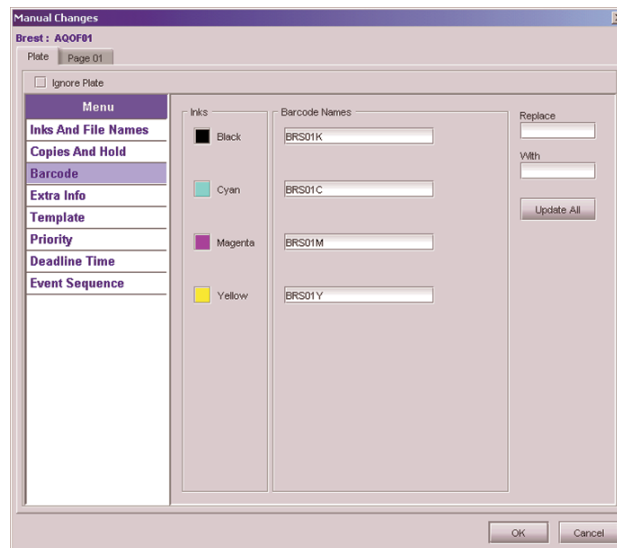 Manual Changes
Brest : AQOF01
Plate Page 01
Ignore Plate
Menu
Inks And File Names
Copies And Hold
Barcode
Extra Info
Template
Priority
Deadline Time
Event Sequence
Inks
Black
Cyan
Magenta
Yellow
Barcode Names
BRS01K
BRS01C
BRS01M
BRS01Y
Replace
With
Update All
OK Cancel